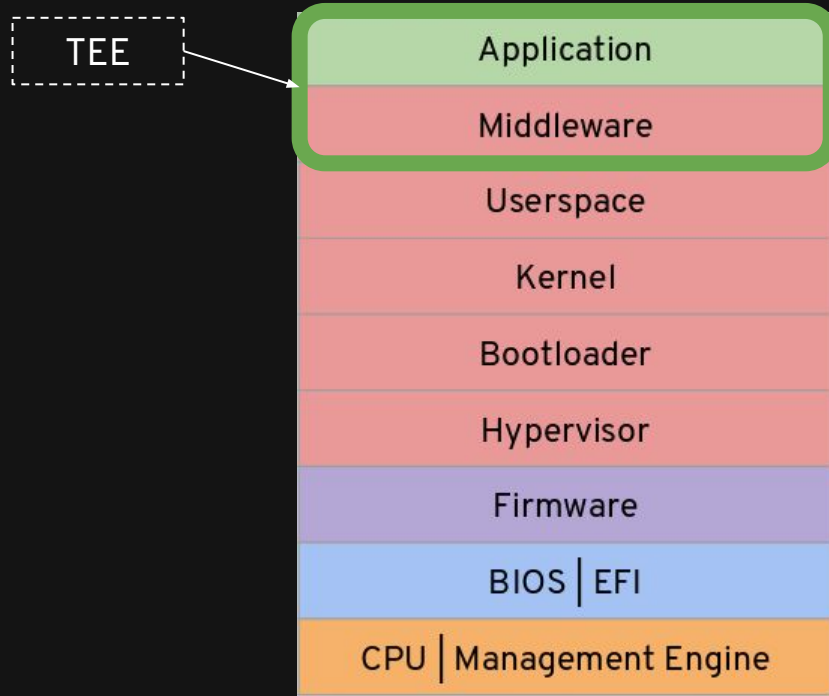 TEE
Application
Middleware
Userspace
Kernel
Bootloader
Hypervisor
Firmware
BIOS | EFI
CPU | Management Engine